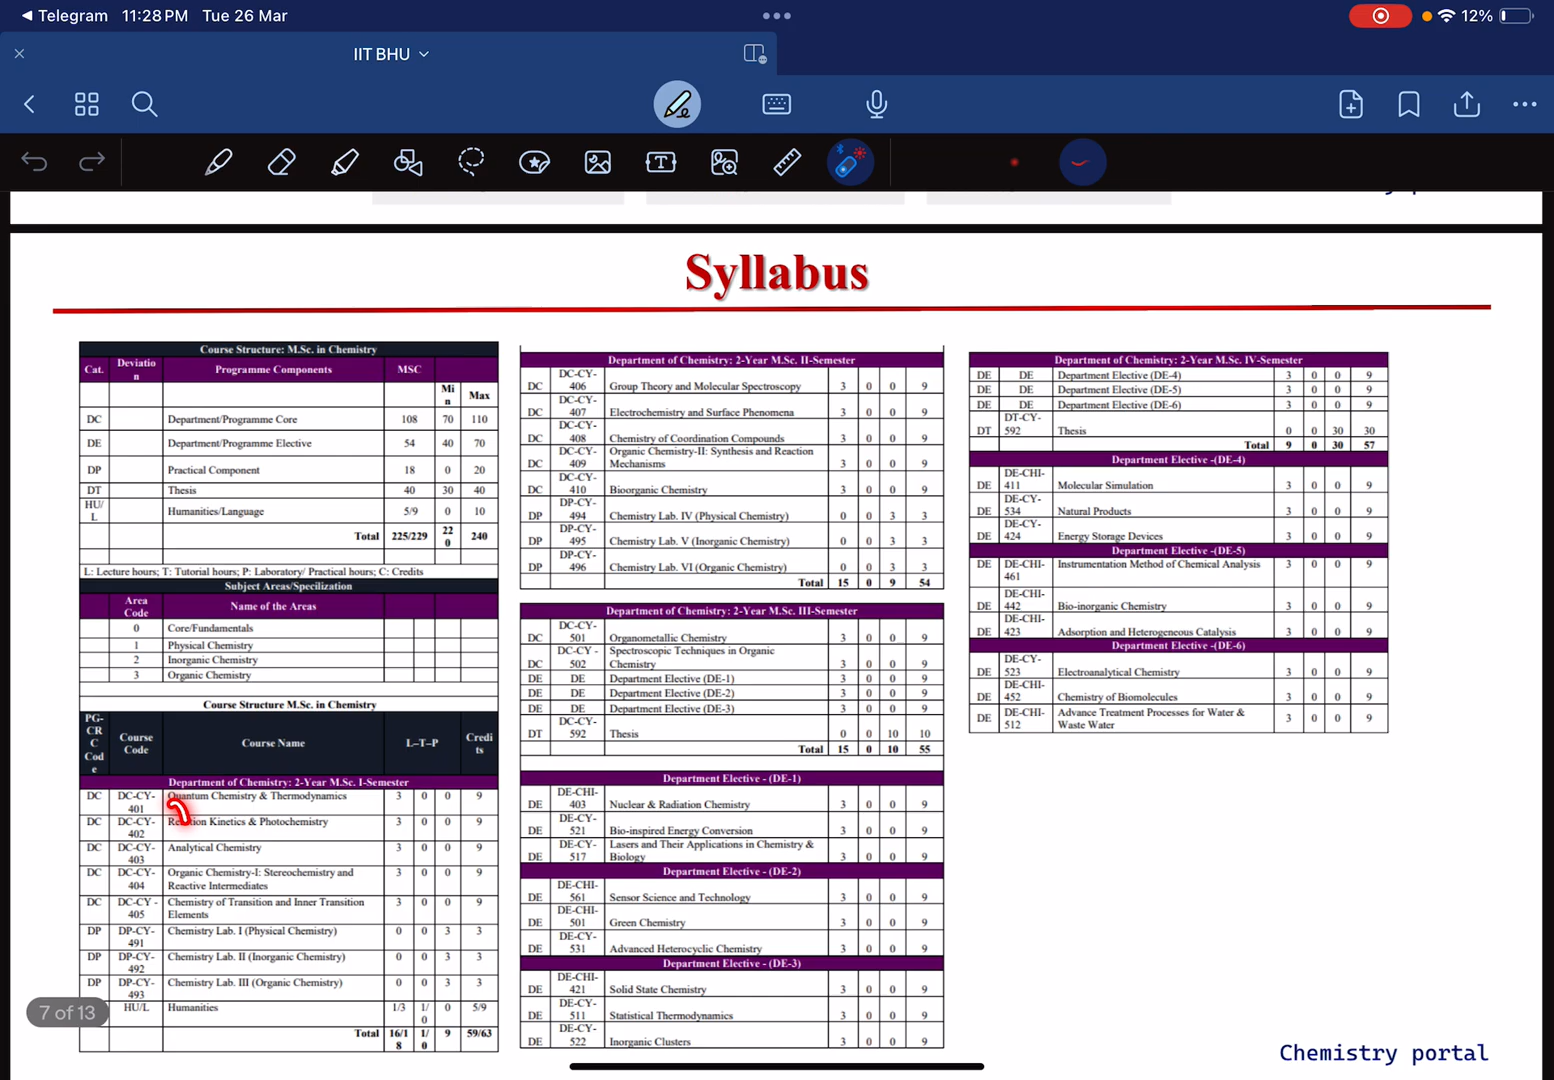 Telegram 11:28 PM Tue 26 Mar 12%
IIT BHU
Syllabus
Course Structure: M.Sc. in Chemistry
Cat. Deviatio n Programme Components MSC
Mi n Max
DC Department/Programme Core 108 70 110
DE Department/Programme Elective 54 40 70
DP Practical Component 18 0 20
DT Thesis 40 30 40
HU/ L Humanities/Language 5/9 0 10
Total 225/229 22 0 240
L: Lecture hours; T: Tutorial hours; P: Laboratory/ Practical hours; C: Credits
Subject Areas/Specilization
Area Code Name of the Areas
0 Core/Fundamentals
1 Physical Chemistry
2 Inorganic Chemistry
3 Organic Chemistry
Course Structure M.Sc. in Chemistry
PG- CR C Cod e Course Code Course Name L–T–P Credi ts
Department of Chemistry: 2-Year M.Sc. I-Semester
DC DC-CY- 401 Quantum Chemistry & Thermodynamics 3 0 0 9
DC DC-CY- 402 Reaction Kinetics & Photochemistry 3 0 0 9
DC DC-CY- 403 Analytical Chemistry 3 0 0 9
DC DC-CY- 404 Organic Chemistry-I: Stereochemistry and Reactive Intermediates 3 0 0 9
DC DC-CY - 405 Chemistry of Transition and Inner Transition Elements 3 0 0 9
DP DP-CY- 491 Chemistry Lab. I (Physical Chemistry) 0 0 3 3
DP DP-CY- 492 Chemistry Lab. II (Inorganic Chemistry) 0 0 3 3
DP DP-CY- 493 Chemistry Lab. III (Organic Chemistry) 0 0 3 3
HU/L Humanities 1/3 1/ 0 0 5/9
Total 16/1 8 1/ 0 9 59/63
7 of 13
Department of Chemistry: 2-Year M.Sc. II-Semester
DC DC-CY- 406 Group Theory and Molecular Spectroscopy 3 0 0 9
DC DC-CY- 407 Electrochemistry and Surface Phenomena 3 0 0 9
DC DC-CY- 408 Chemistry of Coordination Compounds 3 0 0 9
DC DC-CY- 409 Organic Chemistry-II: Synthesis and Reaction Mechanisms 3 0 0 9
DC DC-CY- 410 Bioorganic Chemistry 3 0 0 9
DP DP-CY- 494 Chemistry Lab. IV (Physical Chemistry) 0 0 3 3
DP DP-CY- 495 Chemistry Lab. V (Inorganic Chemistry) 0 0 3 3
DP DP-CY- 496 Chemistry Lab. VI (Organic Chemistry) 0 0 3 3
Total 15 0 9 54
Department of Chemistry: 2-Year M.Sc. III-Semester
DC DC-CY- 501 Organometallic Chemistry 3 0 0 9
DC DC-CY - 502 Spectroscopic Techniques in Organic Chemistry 3 0 0 9
DE DE Department Elective (DE-1) 3 0 0 9
DE DE Department Elective (DE-2) 3 0 0 9
DE DE Department Elective (DE-3) 3 0 0 9
DT DC-CY- 592 Thesis 0 0 10 10
Total 15 0 10 55
Department Elective - (DE-1)
DE DE-CHI- 403 Nuclear & Radiation Chemistry 3 0 0 9
DE DE-CY- 521 Bio-inspired Energy Conversion 3 0 0 9
DE DE-CY- 517 Lasers and Their Applications in Chemistry & Biology 3 0 0 9
Department Elective - (DE-2)
DE DE-CHI- 561 Sensor Science and Technology 3 0 0 9
DE DE-CHI- 501 Green Chemistry 3 0 0 9
DE DE-CY- 531 Advanced Heterocyclic Chemistry 3 0 0 9
Department Elective - (DE-3)
DE DE-CHI- 421 Solid State Chemistry 3 0 0 9
DE DE-CY- 511 Statistical Thermodynamics 3 0 0 9
DE DE-CY- 522 Inorganic Clusters 3 0 0 9
Department of Chemistry: 2-Year M.Sc. IV-Semester
DE DE Department Elective (DE-4) 3 0 0 9
DE DE Department Elective (DE-5) 3 0 0 9
DE DE Department Elective (DE-6) 3 0 0 9
DT DT-CY- 592 Thesis 0 0 30 30
Total 9 0 30 57
Department Elective -(DE-4)
DE DE-CHI- 411 Molecular Simulation 3 0 0 9
DE DE-CY- 534 Natural Products 3 0 0 9
DE DE-CY- 424 Energy Storage Devices 3 0 0 9
Department Elective -(DE-5)
DE DE-CHI- 461 Instrumentation Method of Chemical Analysis 3 0 0 9
DE DE-CHI- 442 Bio-inorganic Chemistry 3 0 0 9
DE DE-CHI- 423 Adsorption and Heterogeneous Catalysis 3 0 0 9
Department Elective -(DE-6)
DE DE-CY- 523 Electroanalytical Chemistry 3 0 0 9
DE DE-CHI- 452 Chemistry of Biomolecules 3 0 0 9
DE DE-CHI- 512 Advance Treatment Processes for Water & Waste Water 3 0 0 9
Chemistry portal